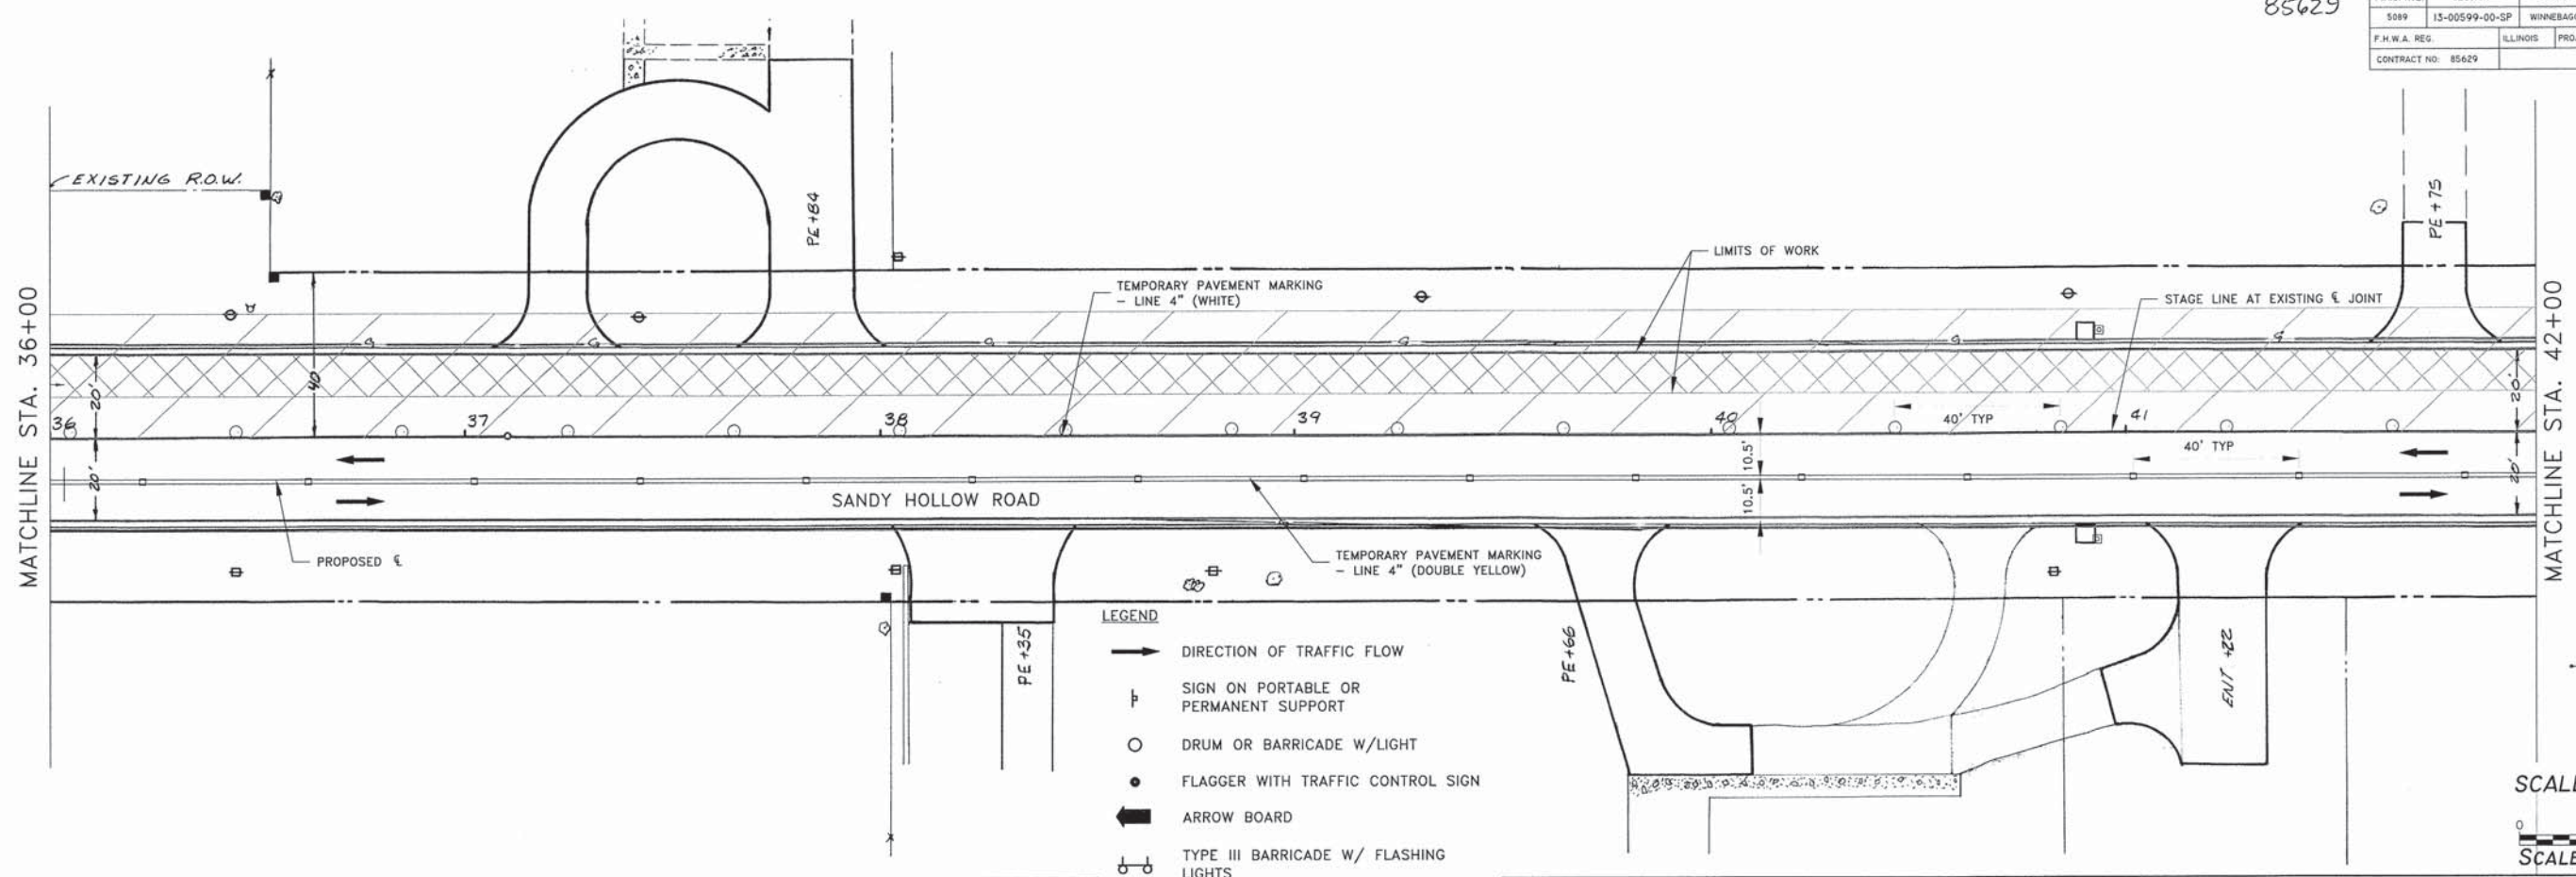 85629
5089 13-00599-00-SP
F.H.W.A. REG. ILLINOIS
CONTRACT NO: 85629
EXISTING R.O.W.
PE+84
PE+75
LIMITS OF WORK
TEMPORARY PAVEMENT MARKING
- LINE 4" (WHITE)
STAGE LINE AT EXISTING ℄ JOINT
MATCHLINE STA. 36+00
MATCHLINE STA. 42+00
20'
40'
20'
36 37 38 39 40 41
40' TYP
40' TYP
10.5'
10.5'
20'
20'
SANDY HOLLOW ROAD
PROPOSED ℄
TEMPORARY PAVEMENT MARKING
- LINE 4" (DOUBLE YELLOW)
PE+35
PE+66
ENT +22
LEGEND
DIRECTION OF TRAFFIC FLOW
SIGN ON PORTABLE OR
PERMANENT SUPPORT
DRUM OR BARRICADE W/LIGHT
FLAGGER WITH TRAFFIC CONTROL SIGN
ARROW BOARD
TYPE III BARRICADE W/ FLASHING
LIGHTS
SCALE
0
SCALE